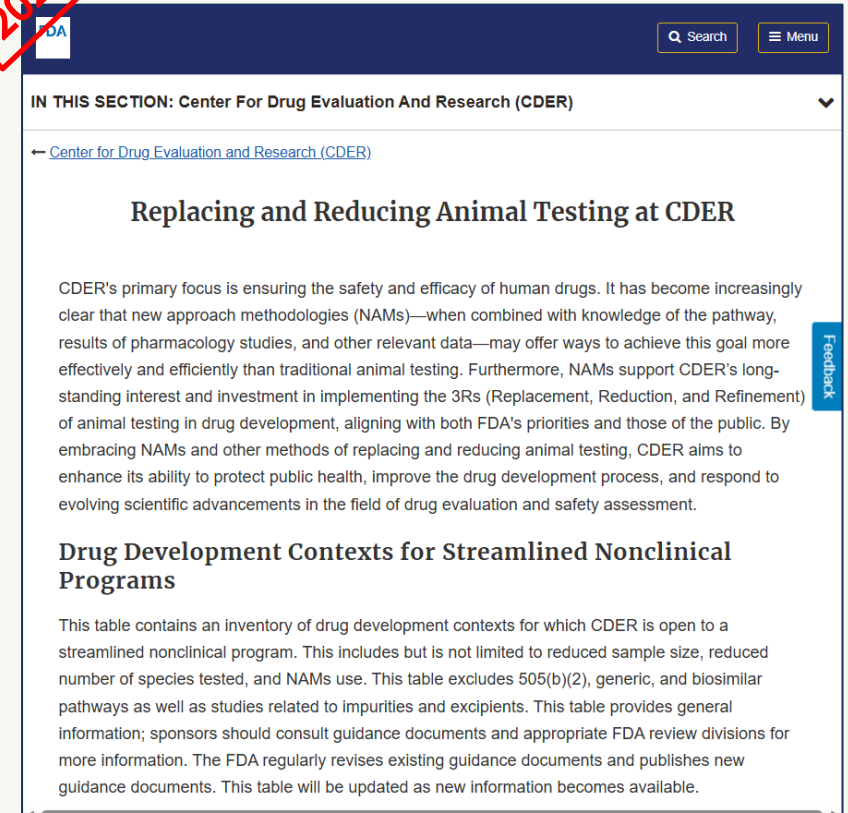 202
FDA
Search
Menu
IN THIS SECTION: Center For Drug Evaluation And Research (CDER)
← Center for Drug Evaluation and Research (CDER)
Replacing and Reducing Animal Testing at CDER
CDER's primary focus is ensuring the safety and efficacy of human drugs. It has become increasingly
clear that new approach methodologies (NAMs)—when combined with knowledge of the pathway,
results of pharmacology studies, and other relevant data—may offer ways to achieve this goal more
effectively and efficiently than traditional animal testing. Furthermore, NAMs support CDER’s long-
standing interest and investment in implementing the 3Rs (Replacement, Reduction, and Refinement)
of animal testing in drug development, aligning with both FDA's priorities and those of the public. By
embracing NAMs and other methods of replacing and reducing animal testing, CDER aims to
enhance its ability to protect public health, improve the drug development process, and respond to
evolving scientific advancements in the field of drug evaluation and safety assessment.
Feedback
Drug Development Contexts for Streamlined Nonclinical
Programs
This table contains an inventory of drug development contexts for which CDER is open to a
streamlined nonclinical program. This includes but is not limited to reduced sample size, reduced
number of species tested, and NAMs use. This table excludes 505(b)(2), generic, and biosimilar
pathways as well as studies related to impurities and excipients. This table provides general
information; sponsors should consult guidance documents and appropriate FDA review divisions for
more information. The FDA regularly revises existing guidance documents and publishes new
guidance documents. This table will be updated as new information becomes available.